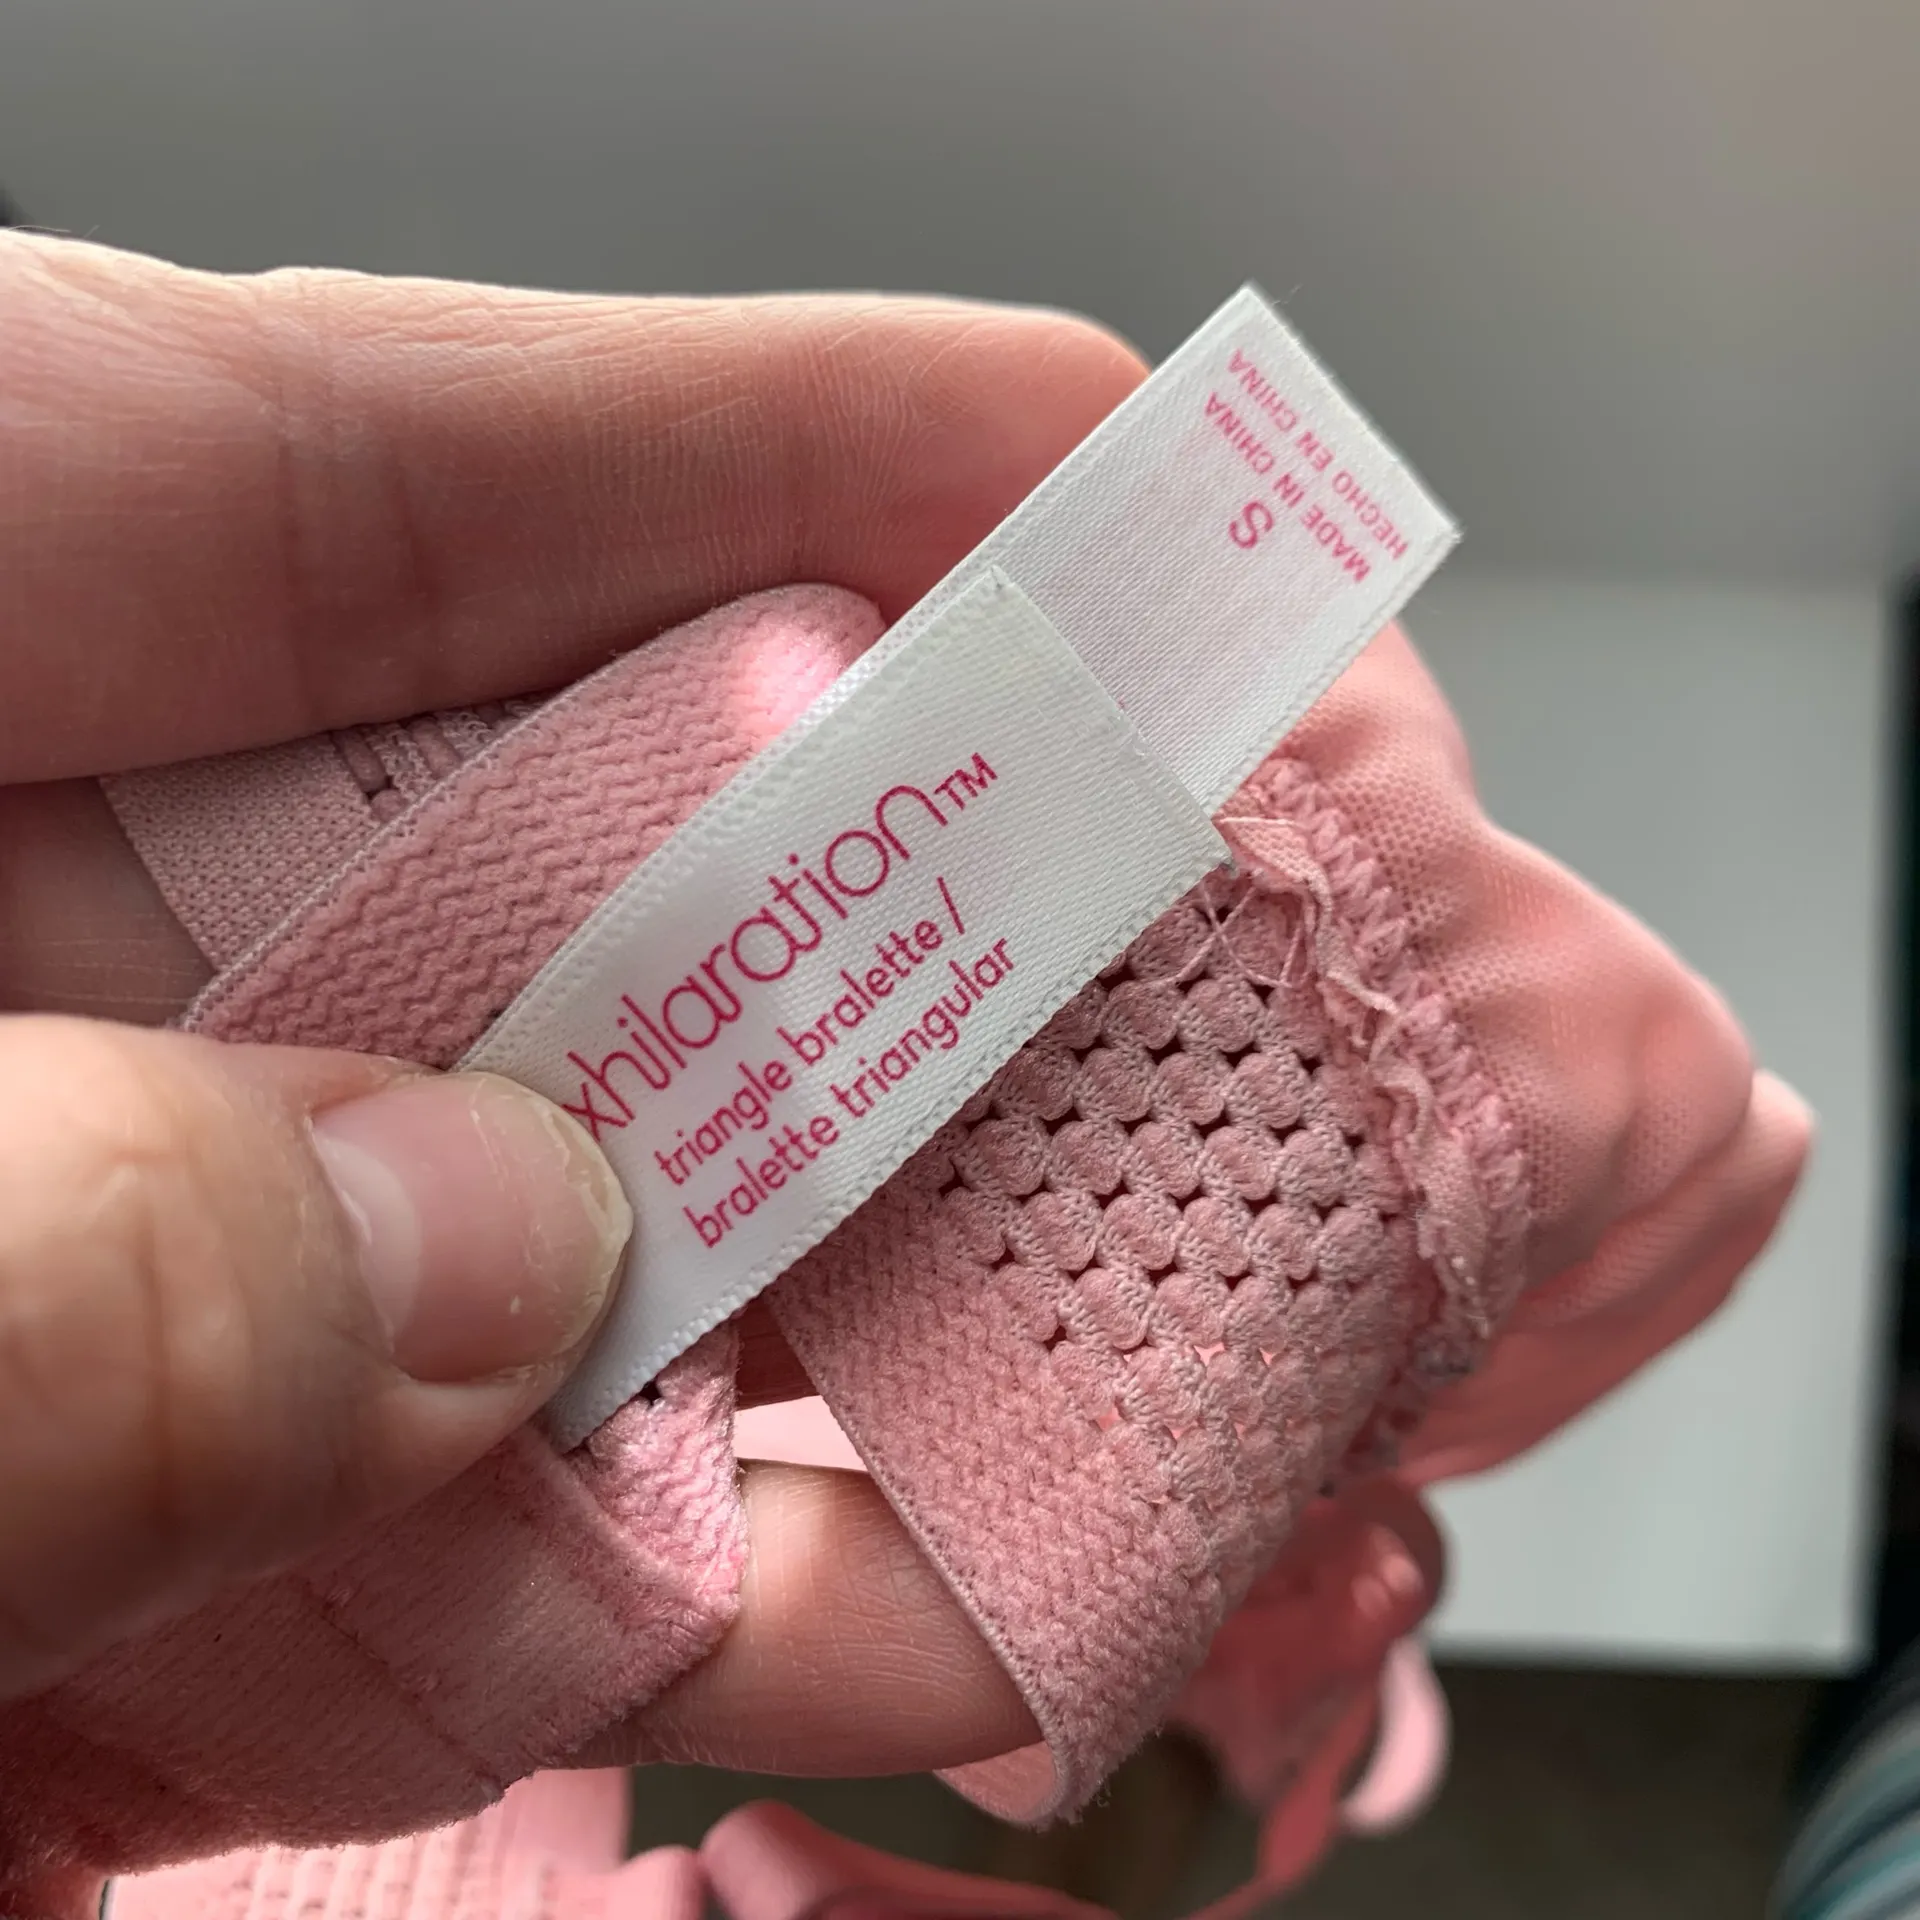 xhilaration™
triangle bralette /
bralette triangular
S
MADE IN CHINA
HECHO EN CHINA